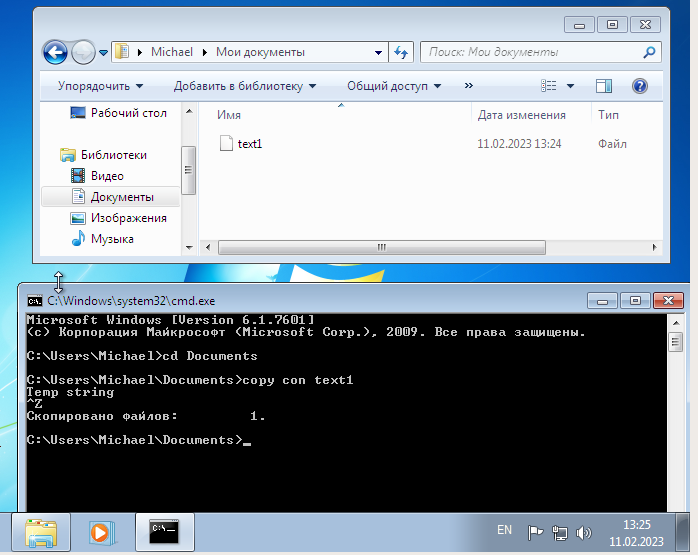 Michael ▸ Мои документы
Поиск: Мои документы
Упорядочить
Добавить в библиотеку
Общий доступ
»
Рабочий стол
Библиотеки
Видео
Документы
Изображения
Музыка
Имя
Дата изменения
Тип
text1
11.02.2023 13:24
Файл
C:\Windows\system32\cmd.exe
Microsoft Windows [Version 6.1.7601]
(c) Корпорация Майкрософт (Microsoft Corp.), 2009. Все права защищены.
C:\Users\Michael>cd Documents
C:\Users\Michael\Documents>copy con text1
Temp string
^Z
Скопировано файлов:         1.
C:\Users\Michael\Documents>_
EN
13:25
11.02.2023